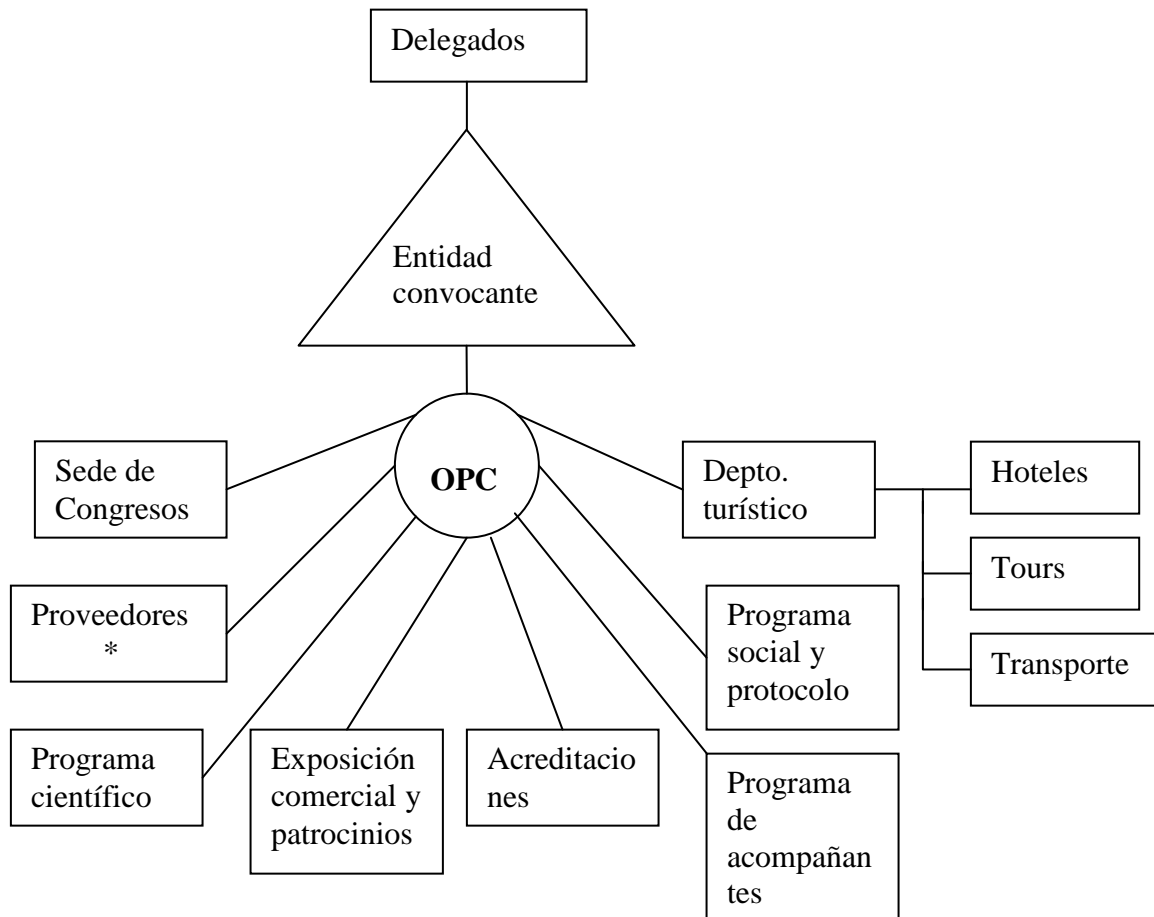 Delegados
Entidad
convocante
OPC
Sede de
Congresos
Depto.
turístico
Hoteles
Tours
Transporte
Proveedores
*
Programa
social y
protocolo
Programa
científico
Exposición
comercial y
patrocinios
Acreditacio
nes
Programa
de
acompañan
tes